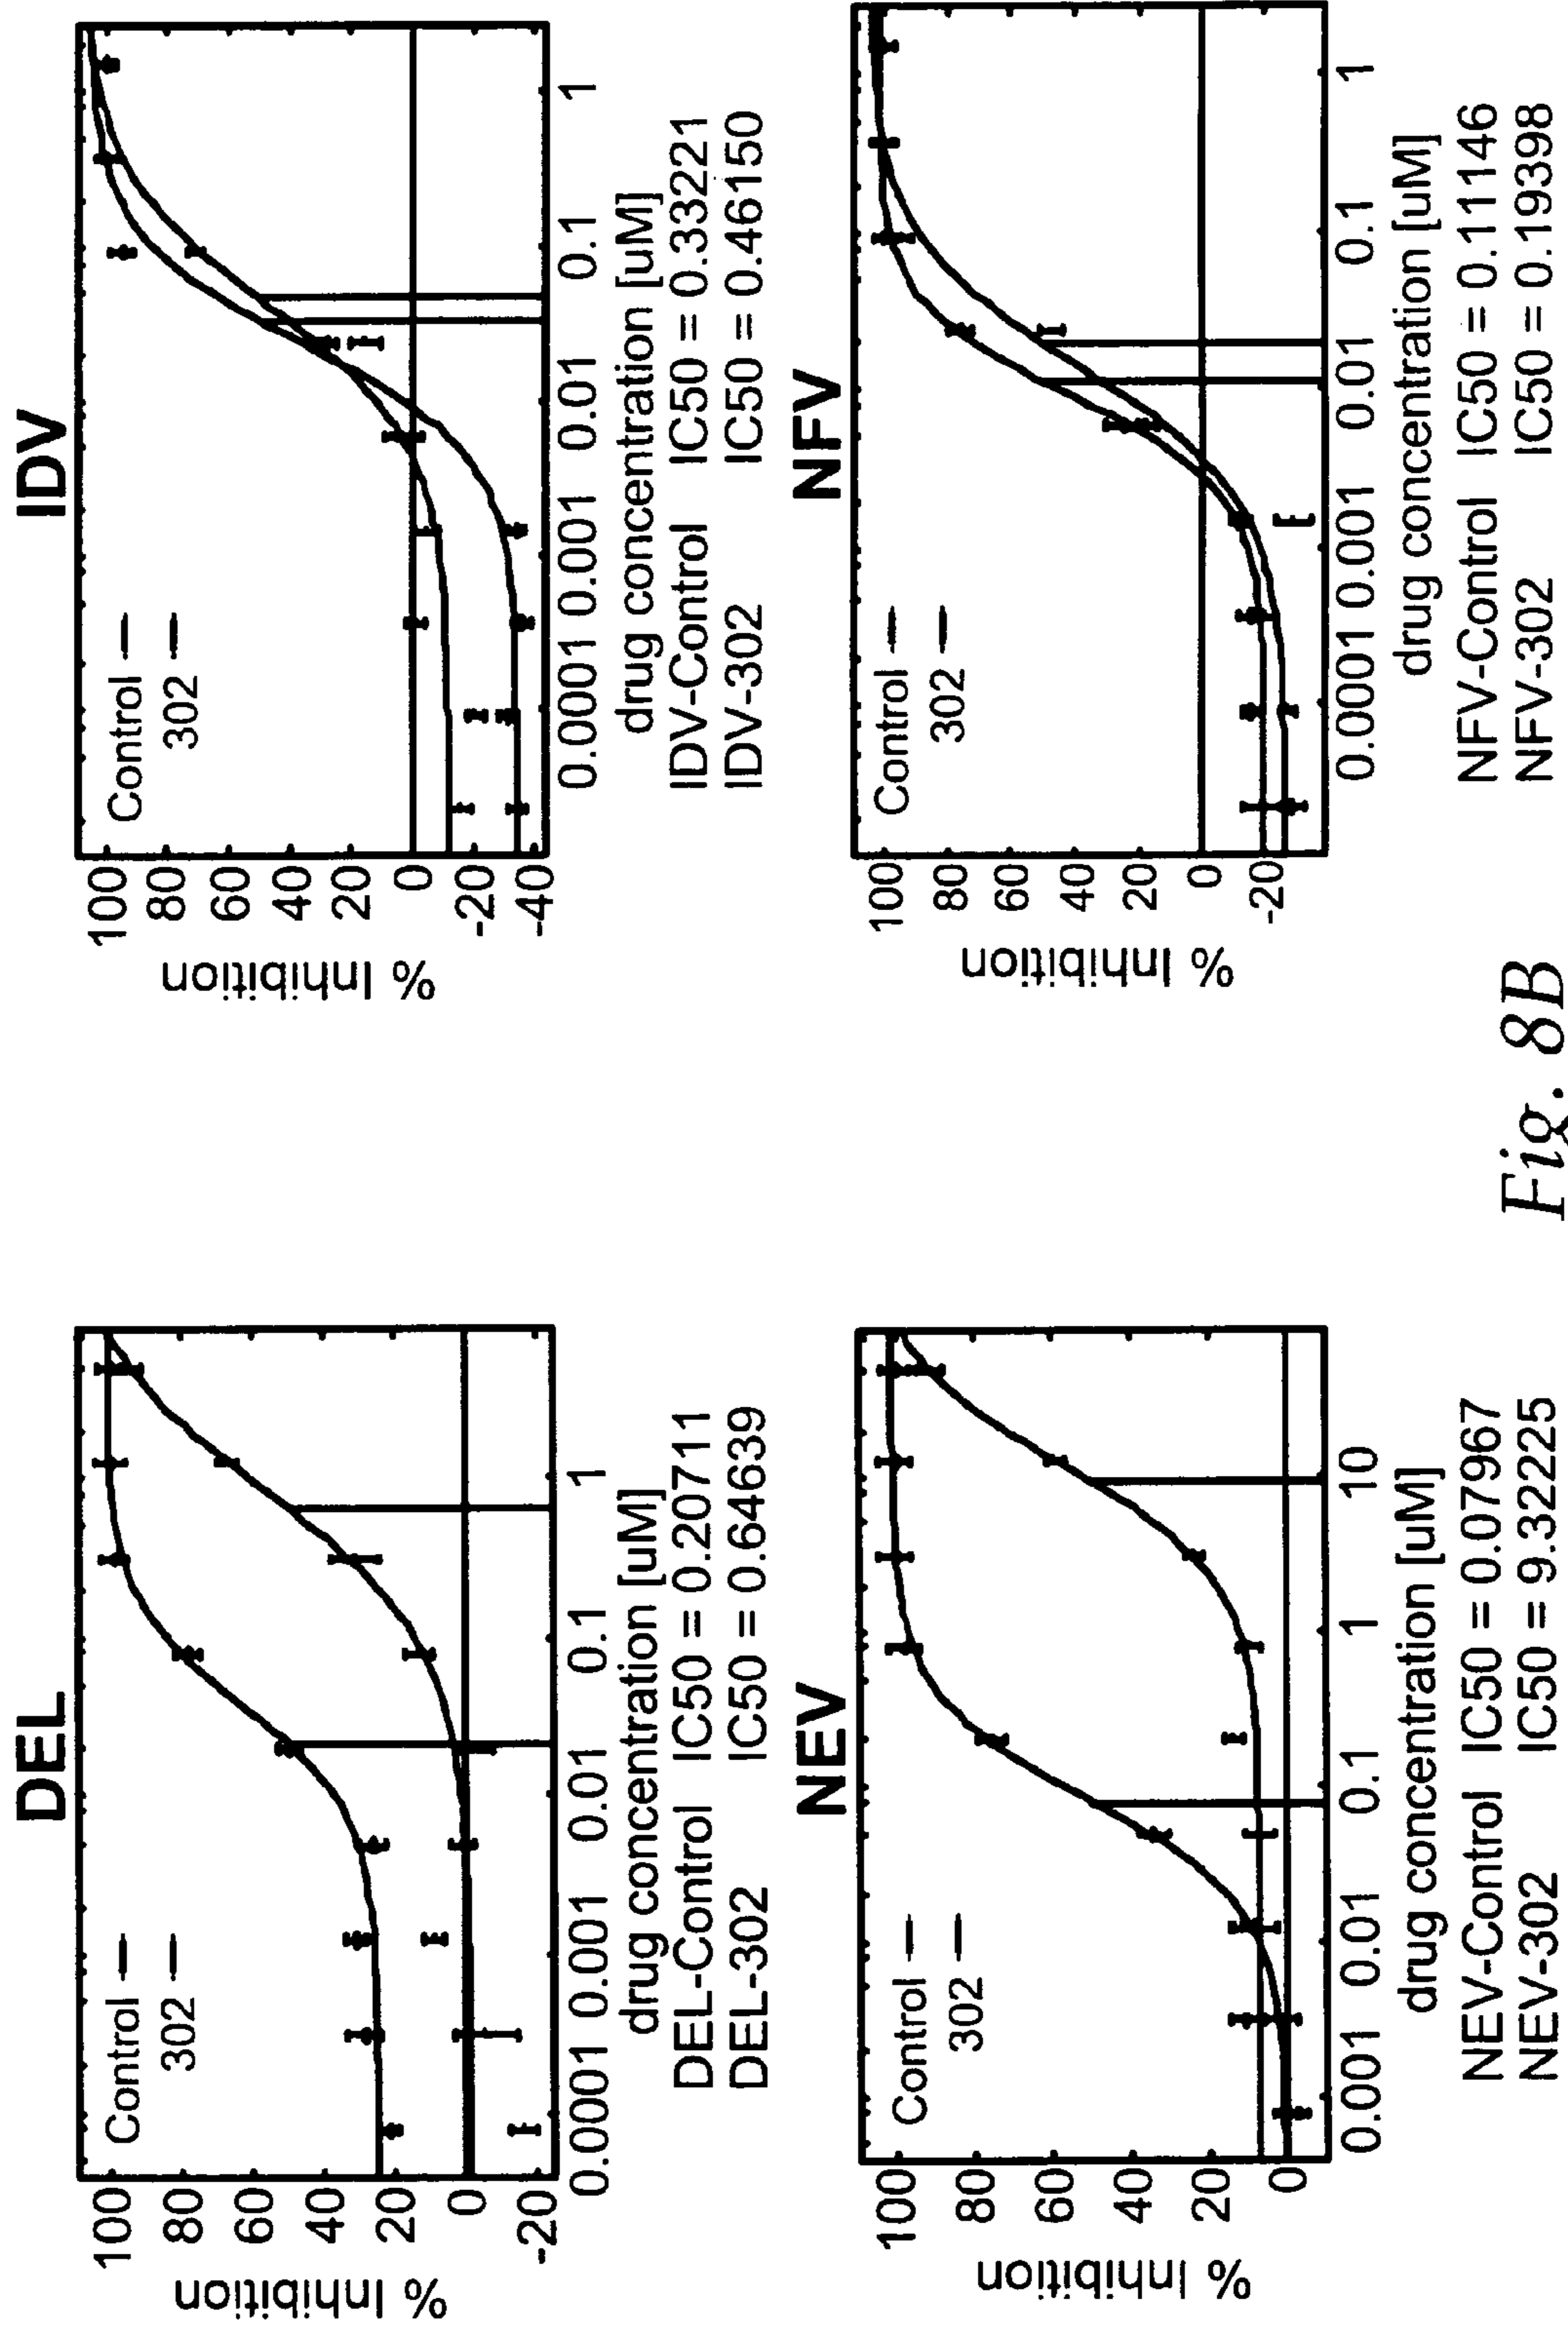 DEL
% Inhibition
100
80
60
40
20
0
-20
Control
302
0.0001 0.001 0.01 0.1 1
drug concentration [uM]
DEL-Control IC50 = 0.20711
DEL-302 IC50 = 0.64639
IDV
% Inhibition
100
80
60
40
20
0
-20
-40
Control
302
0.0001 0.001 0.01 0.1 1
drug concentration [uM]
IDV-Control IC50 = 0.33221
IDV-302 IC50 = 0.46150
NEV
% Inhibition
100
80
60
40
20
0
Control
302
0.001 0.01 0.1 1 10
drug concentration [uM]
NEV-Control IC50 = 0.07967
NEV-302 IC50 = 9.32225
NFV
% Inhibition
100
80
60
40
20
0
-20
Control
302
0.0001 0.001 0.01 0.1 1
drug concentration [uM]
NFV-Control IC50 = 0.11146
NFV-302 IC50 = 0.19398
Fig. 8B